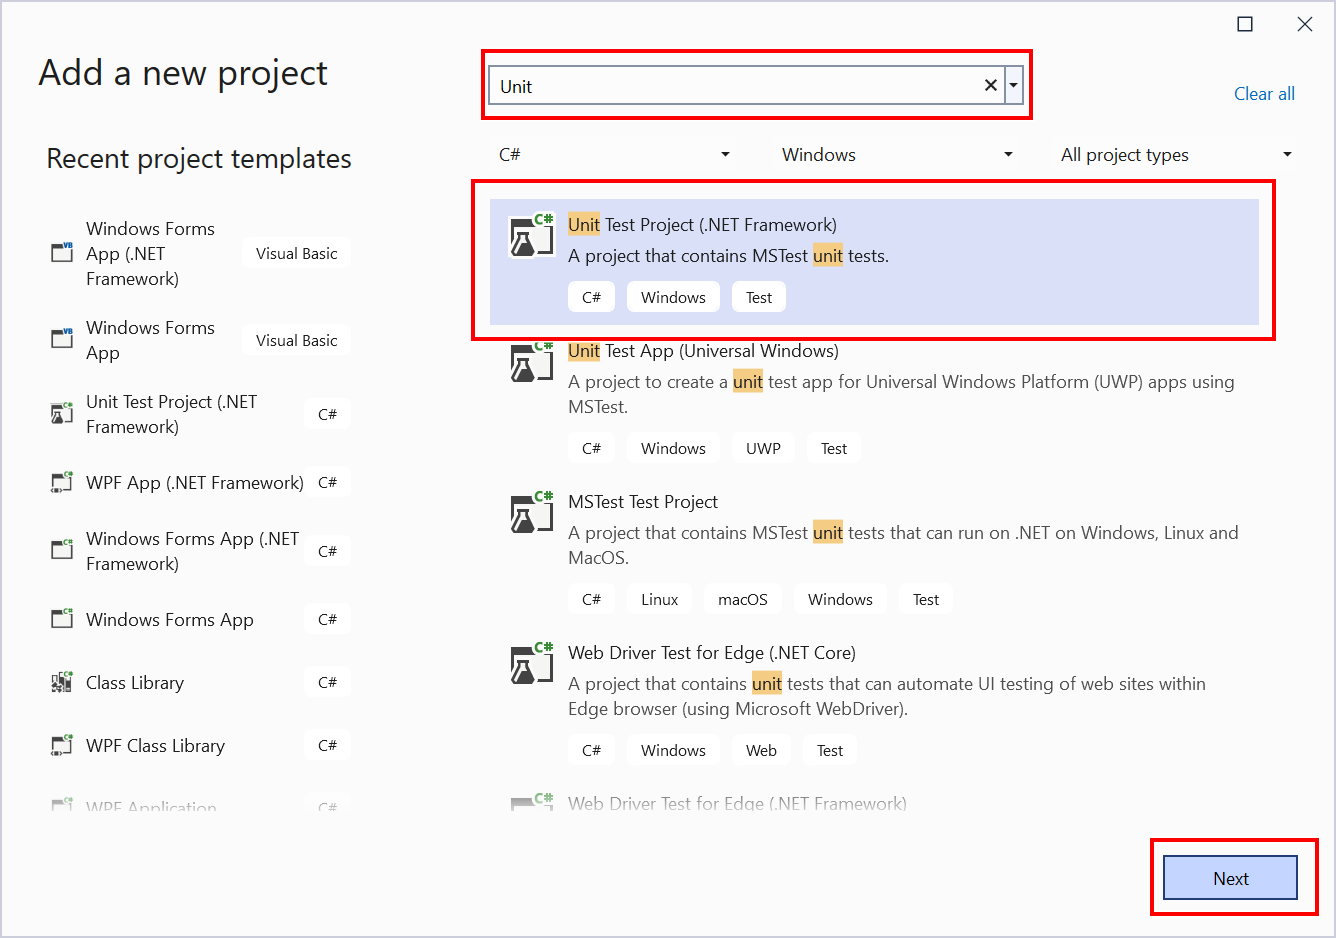 Add a new project
Unit
Clear all
Recent project templates
C#
Windows
All project types
Windows Forms
App (.NET
Framework)
Visual Basic
Windows Forms
App
Visual Basic
Unit Test Project (.NET
Framework)
C#
WPF App (.NET Framework)
C#
Windows Forms App (.NET
Framework)
C#
Windows Forms App
C#
Class Library
C#
WPF Class Library
C#
WPF Application
C#
C#
Unit Test Project (.NET Framework)
A project that contains MSTest unit tests.
C#
Windows
Test
C#
Unit Test App (Universal Windows)
A project to create a unit test app for Universal Windows Platform (UWP) apps using
MSTest.
C#
Windows
UWP
Test
C#
MSTest Test Project
A project that contains MSTest unit tests that can run on .NET on Windows, Linux and
MacOS.
C#
Linux
macOS
Windows
Test
C#
Web Driver Test for Edge (.NET Core)
A project that contains unit tests that can automate UI testing of web sites within
Edge browser (using Microsoft WebDriver).
C#
Windows
Web
Test
C#
Web Driver Test for Edge (.NET Framework)
Next